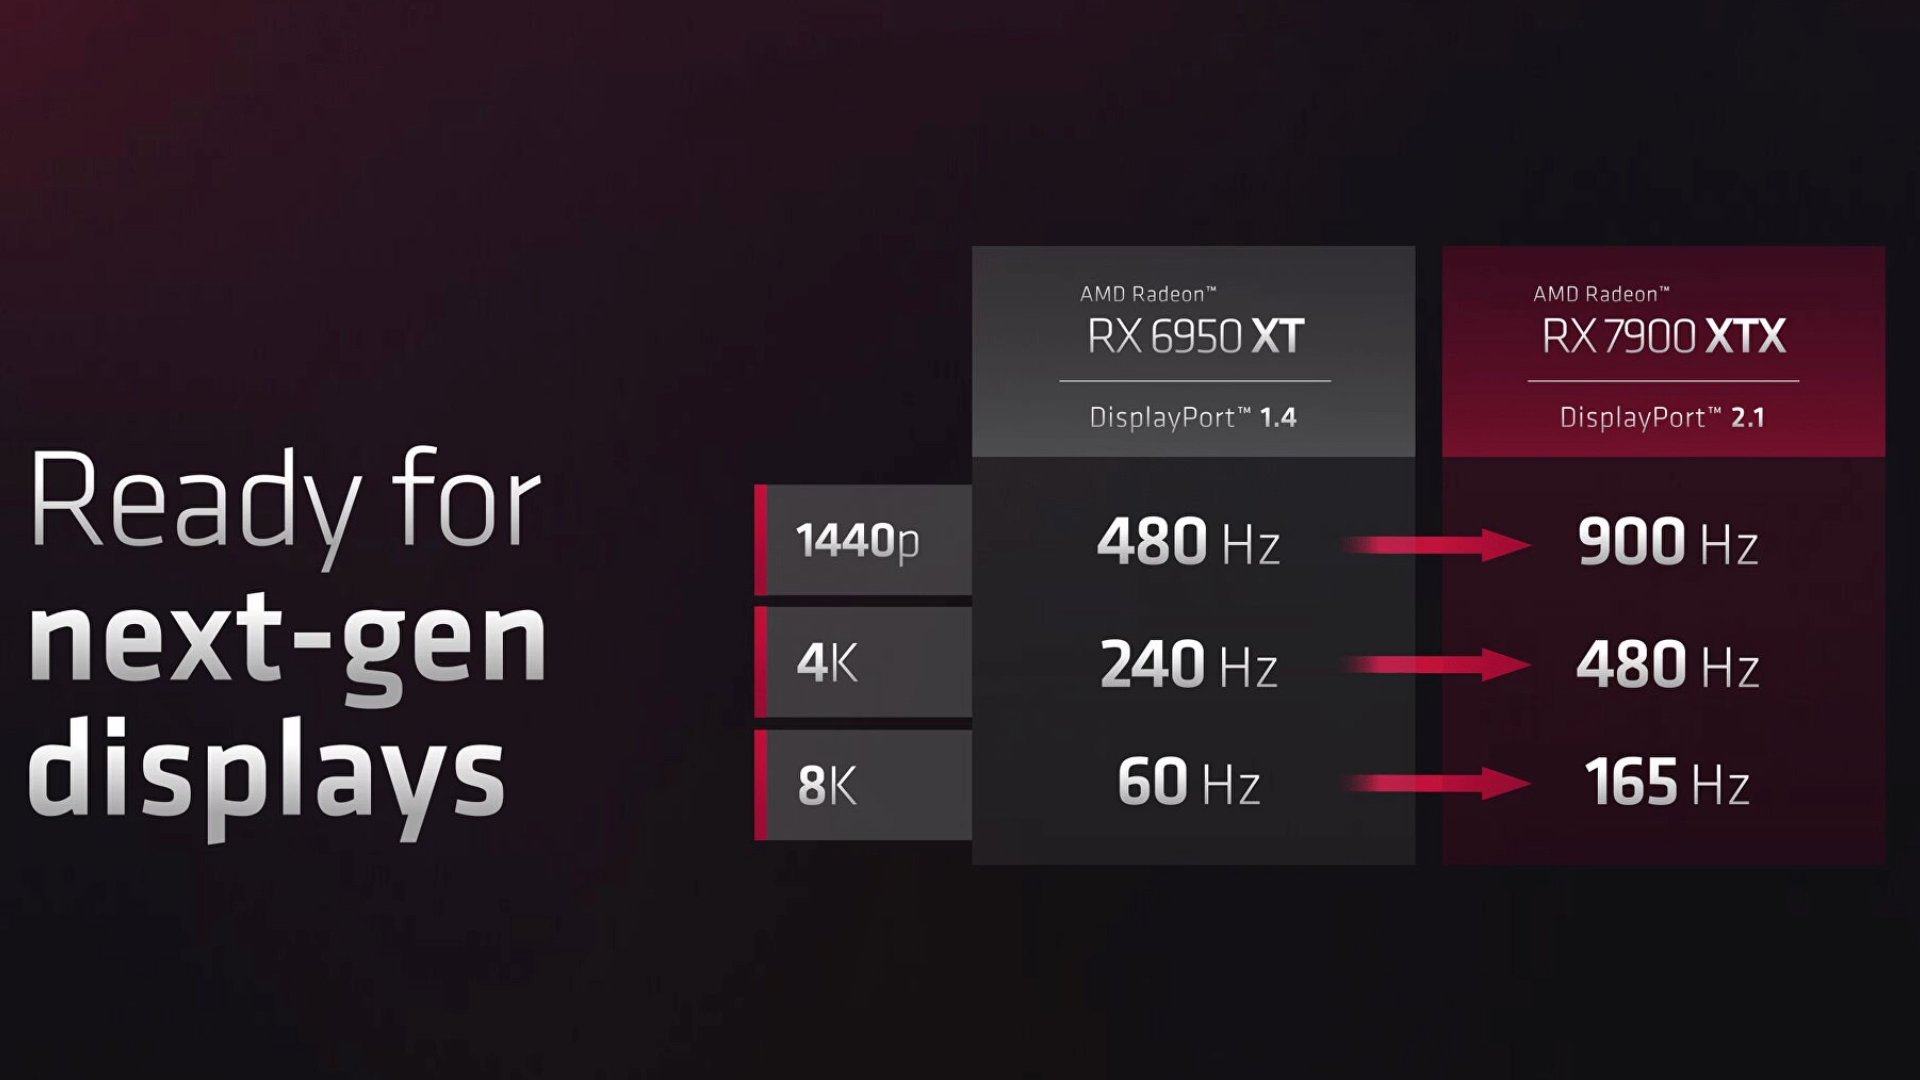 Ready for
next-gen
displays
AMD Radeon™
RX 6950 XT
DisplayPort™ 1.4
AMD Radeon™
RX 7900 XTX
DisplayPort™ 2.1
1440p 480 Hz 900 Hz
4K 240 Hz 480 Hz
8K 60 Hz 165 Hz